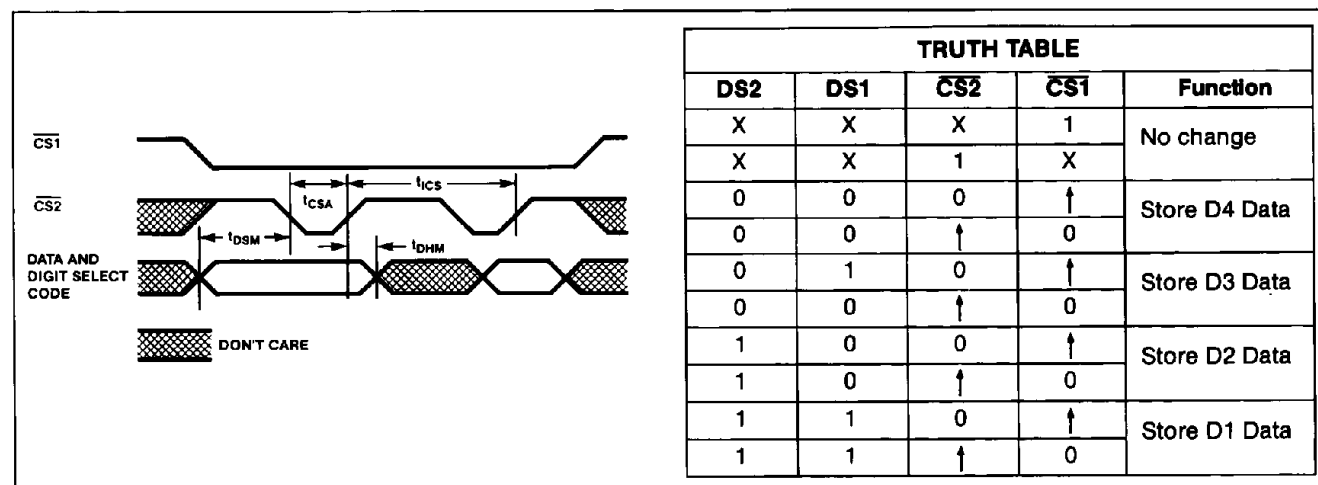 CS1
CS2
tCSA
tICS
tDSM
tDHM
DATA AND
DIGIT SELECT
CODE
DON'T CARE
TRUTH TABLE
DS2 DS1 CS2 CS1 Function
X X X 1 No change
X X 1 X
0 0 0 ↑ Store D4 Data
0 0 ↑ 0
0 1 0 ↑ Store D3 Data
0 0 ↑ 0
1 0 0 ↑ Store D2 Data
1 0 ↑ 0
1 1 0 ↑ Store D1 Data
1 1 ↑ 0